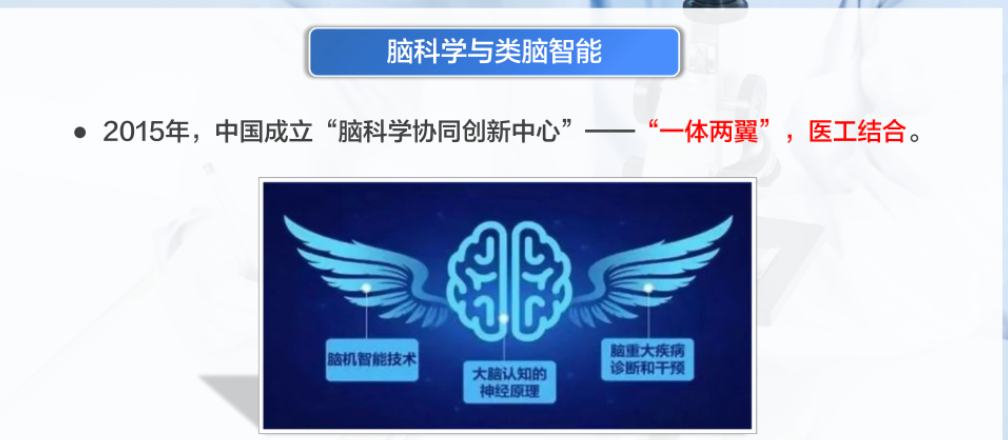 脑科学与类脑智能
● 2015年，中国成立“脑科学协同创新中心”——“一体两翼”，医工结合。
脑机智能技术
大脑认知的
神经原理
脑重大疾病
诊断和干预